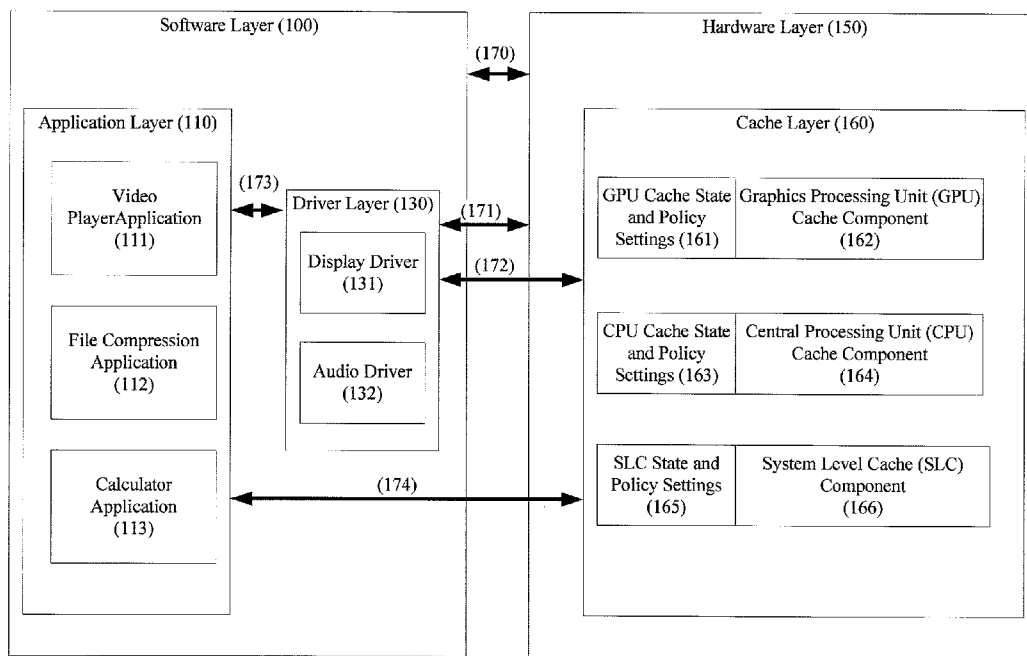 Software Layer (100)
Hardware Layer (150)
(170)
Application Layer (110)
Cache Layer (160)
Video
PlayerApplication
(111)
(173)
Driver Layer (130)
(171)
GPU Cache State
and Policy
Settings (161)
Graphics Processing Unit (GPU)
Cache Component
(162)
Display Driver
(131)
(172)
File Compression
Application
(112)
Audio Driver
(132)
CPU Cache State
and Policy
Settings (163)
Central Processing Unit (CPU)
Cache Component
(164)
Calculator
Application
(113)
(174)
SLC State and
Policy Settings
(165)
System Level Cache (SLC)
Component
(166)